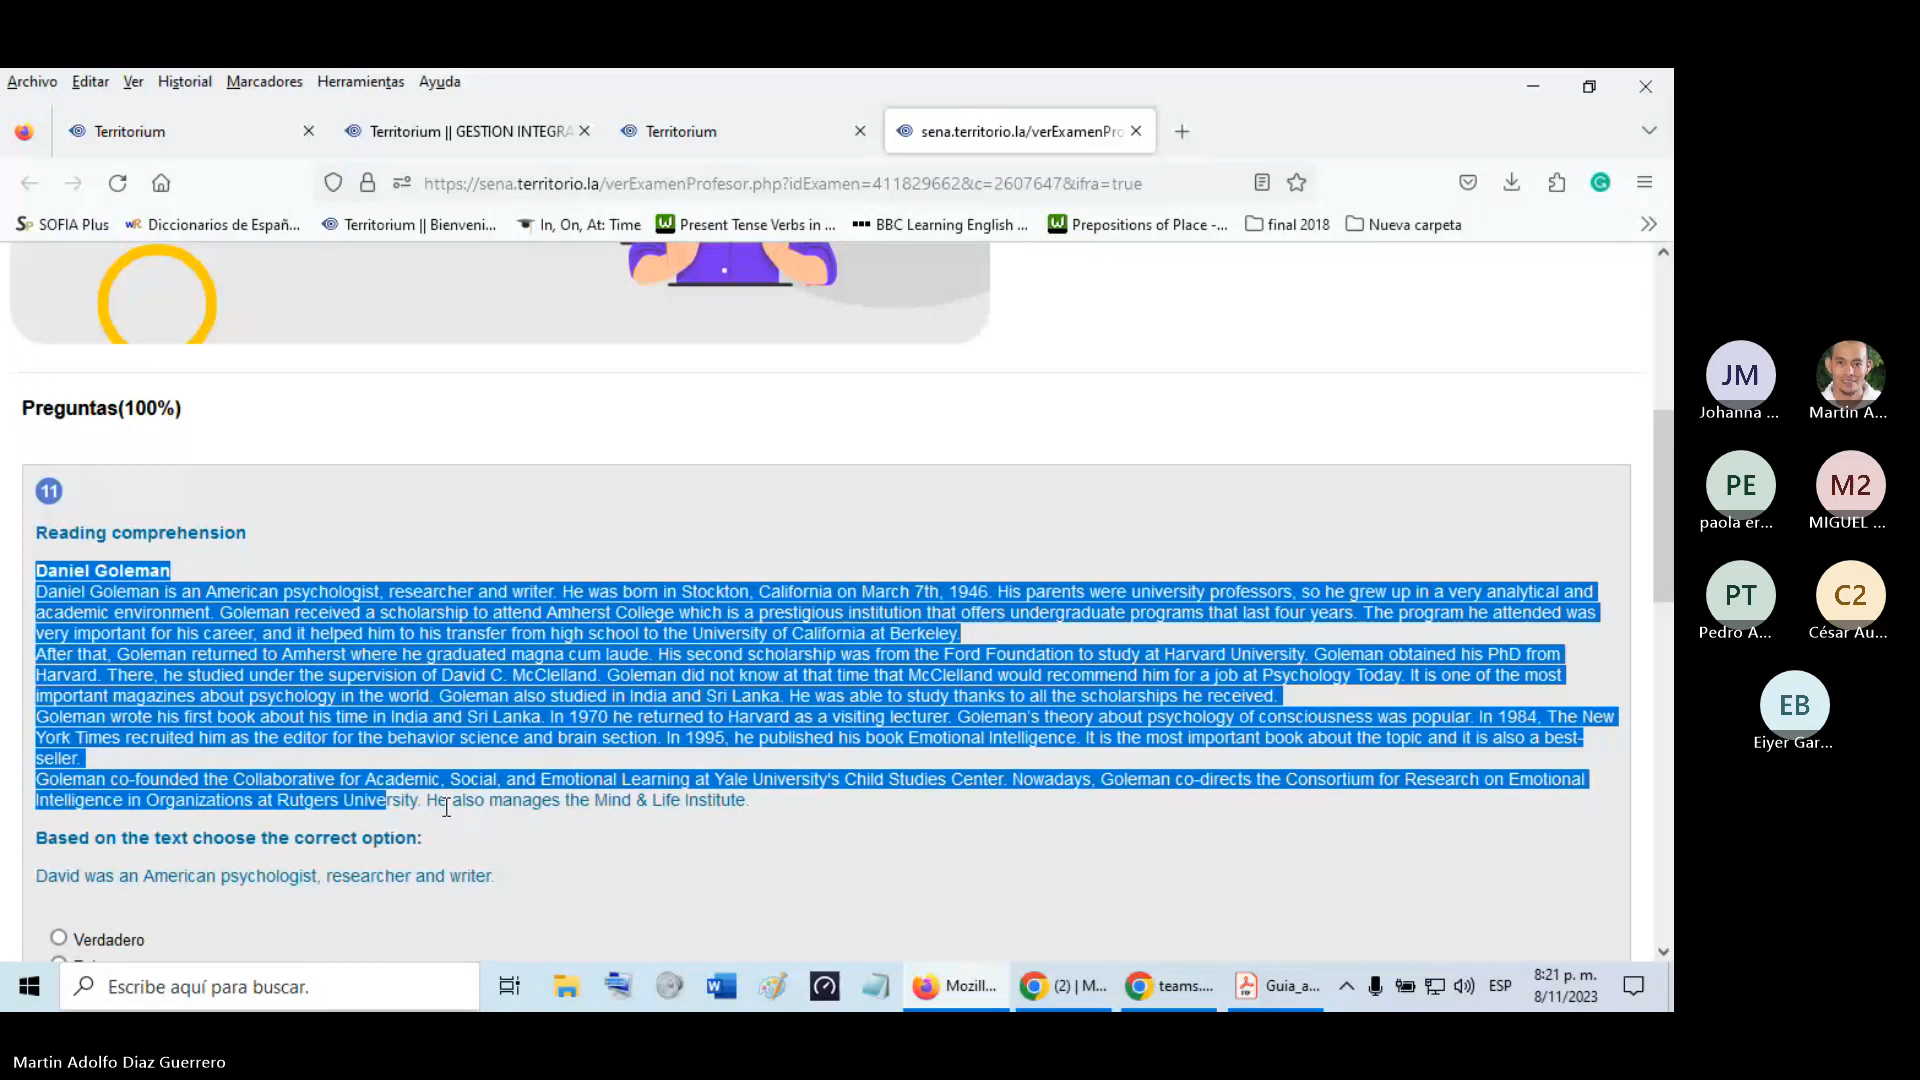 Archivo Editar Ver Historial Marcadores Herramientas Ayuda
Territorium
Territorium || GESTION INTEGRA
Territorium
sena.territorio.la/verExamenPro
https://sena.territorio.la/verExamenProfesor.php?idExamen=411829662&c=2607647&ifra=true
SOFIA Plus
Diccionarios de Españ...
Territorium || Bienveni...
In, On, At: Time
Present Tense Verbs in ...
BBC Learning English ...
Prepositions of Place -...
final 2018
Nueva carpeta
Preguntas(100%)
11
Reading comprehension
Daniel Goleman
Daniel Goleman is an American psychologist, researcher and writer. He was born in Stockton, California on March 7th, 1946. His parents were university professors, so he grew up in a very analytical and
academic environment. Goleman received a scholarship to attend Amherst College which is a prestigious institution that offers undergraduate programs that last four years. The program he attended was
very important for his career, and it helped him to his transfer from high school to the University of California at Berkeley.
After that, Goleman returned to Amherst where he graduated magna cum laude. His second scholarship was from the Ford Foundation to study at Harvard University. Goleman obtained his PhD from
Harvard. There, he studied under the supervision of David C. McClelland. Goleman did not know at that time that McClelland would recommend him for a job at Psychology Today. It is one of the most
important magazines about psychology in the world. Goleman also studied in India and Sri Lanka. He was able to study thanks to all the scholarships he received.
Goleman wrote his first book about his time in India and Sri Lanka. In 1970 he returned to Harvard as a visiting lecturer. Goleman's theory about psychology of consciousness was popular. In 1984, The New
York Times recruited him as the editor for the behavior science and brain section. In 1995, he published his book Emotional Intelligence. It is the most important book about the topic and it is also a best-
seller.
Goleman co-founded the Collaborative for Academic, Social, and Emotional Learning at Yale University's Child Studies Center. Nowadays, Goleman co-directs the Consortium for Research on Emotional
Intelligence in Organizations at Rutgers University. He also manages the Mind & Life Institute.
Based on the text choose the correct option:
David was an American psychologist, researcher and writer.
Verdadero
Escribe aquí para buscar.
Mozill...
(2) | M...
teams....
Guia_a...
ESP
8:21 p. m.
8/11/2023
JM
Johanna ...
Martin A...
PE
paola er...
M2
MIGUEL ...
PT
Pedro A...
C2
César Au...
EB
Eiyer Gar...
Martin Adolfo Diaz Guerrero